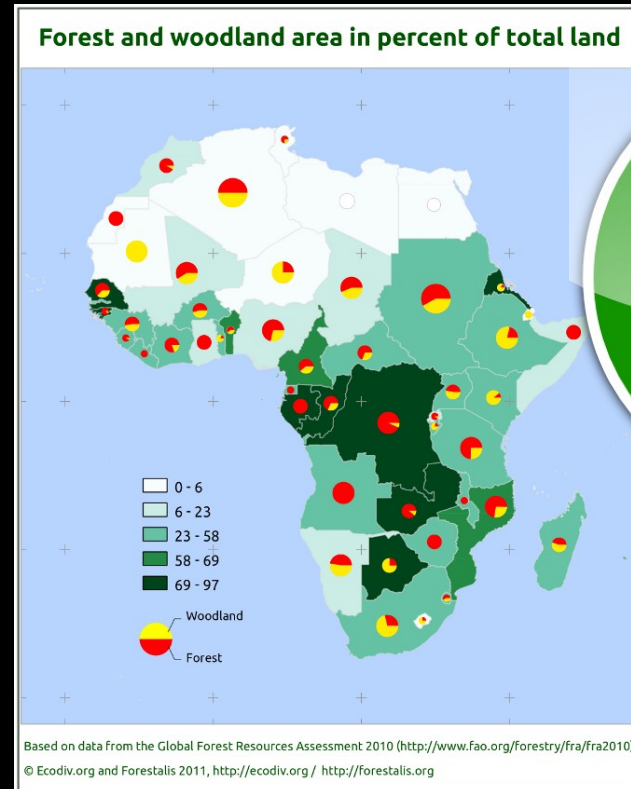 Forest and woodland area in percent of total land
0 - 6
6 - 23
23 - 58
58 - 69
69 - 97
Woodland
Forest
Based on data from the Global Forest Resources Assessment 2010 (http://www.fao.org/forestry/fra/fra2010)
© Ecodiv.org and Forestalis 2011, http://ecodiv.org / http://forestalis.org